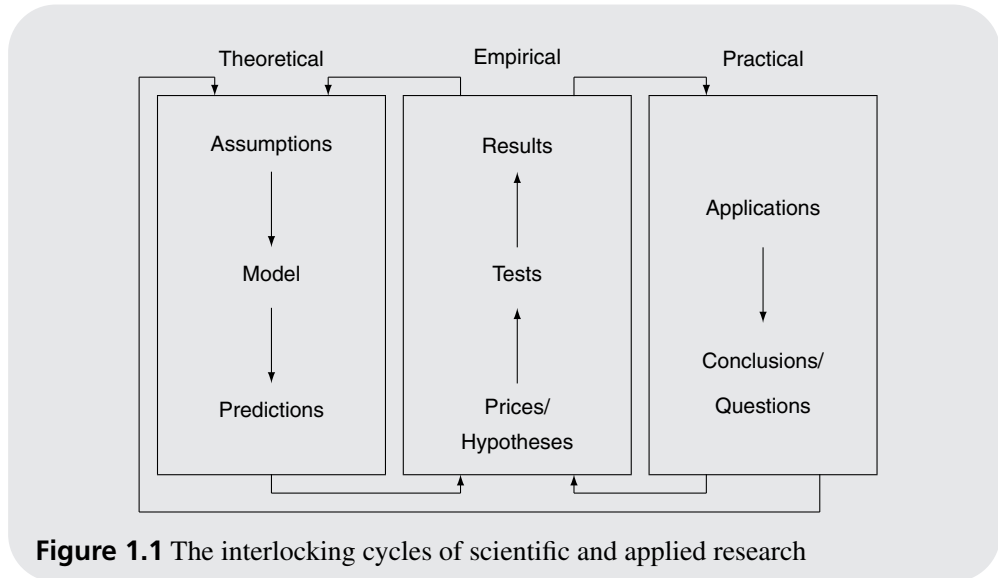 Theoretical
Empirical
Practical
Assumptions
Model
Predictions
Results
Tests
Prices/
Hypotheses
Applications
Conclusions/
Questions
Figure 1.1 The interlocking cycles of scientific and applied research